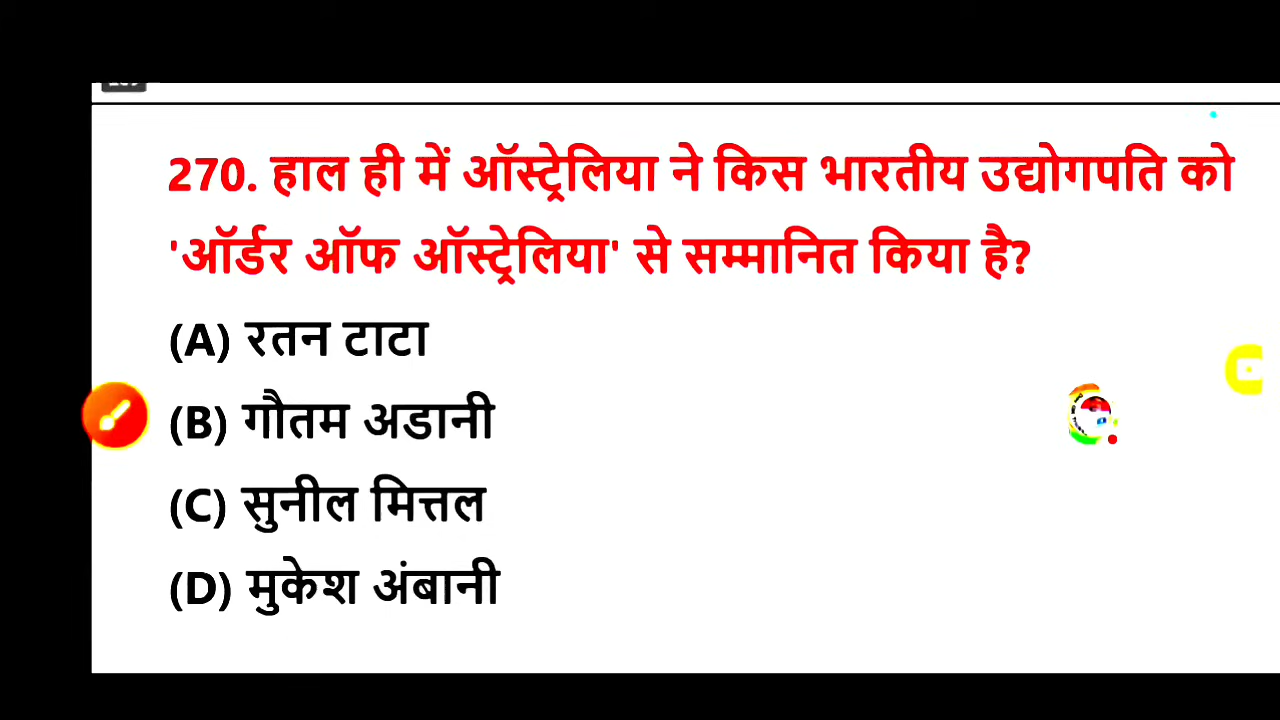 270. हाल ही में ऑस्ट्रेलिया ने किस भारतीय उद्योगपति को
'ऑर्डर ऑफ ऑस्ट्रेलिया' से सम्मानित किया है?
(A) रतन टाटा
(B) गौतम अडानी
(C) सुनील मित्तल
(D) मुकेश अंबानी